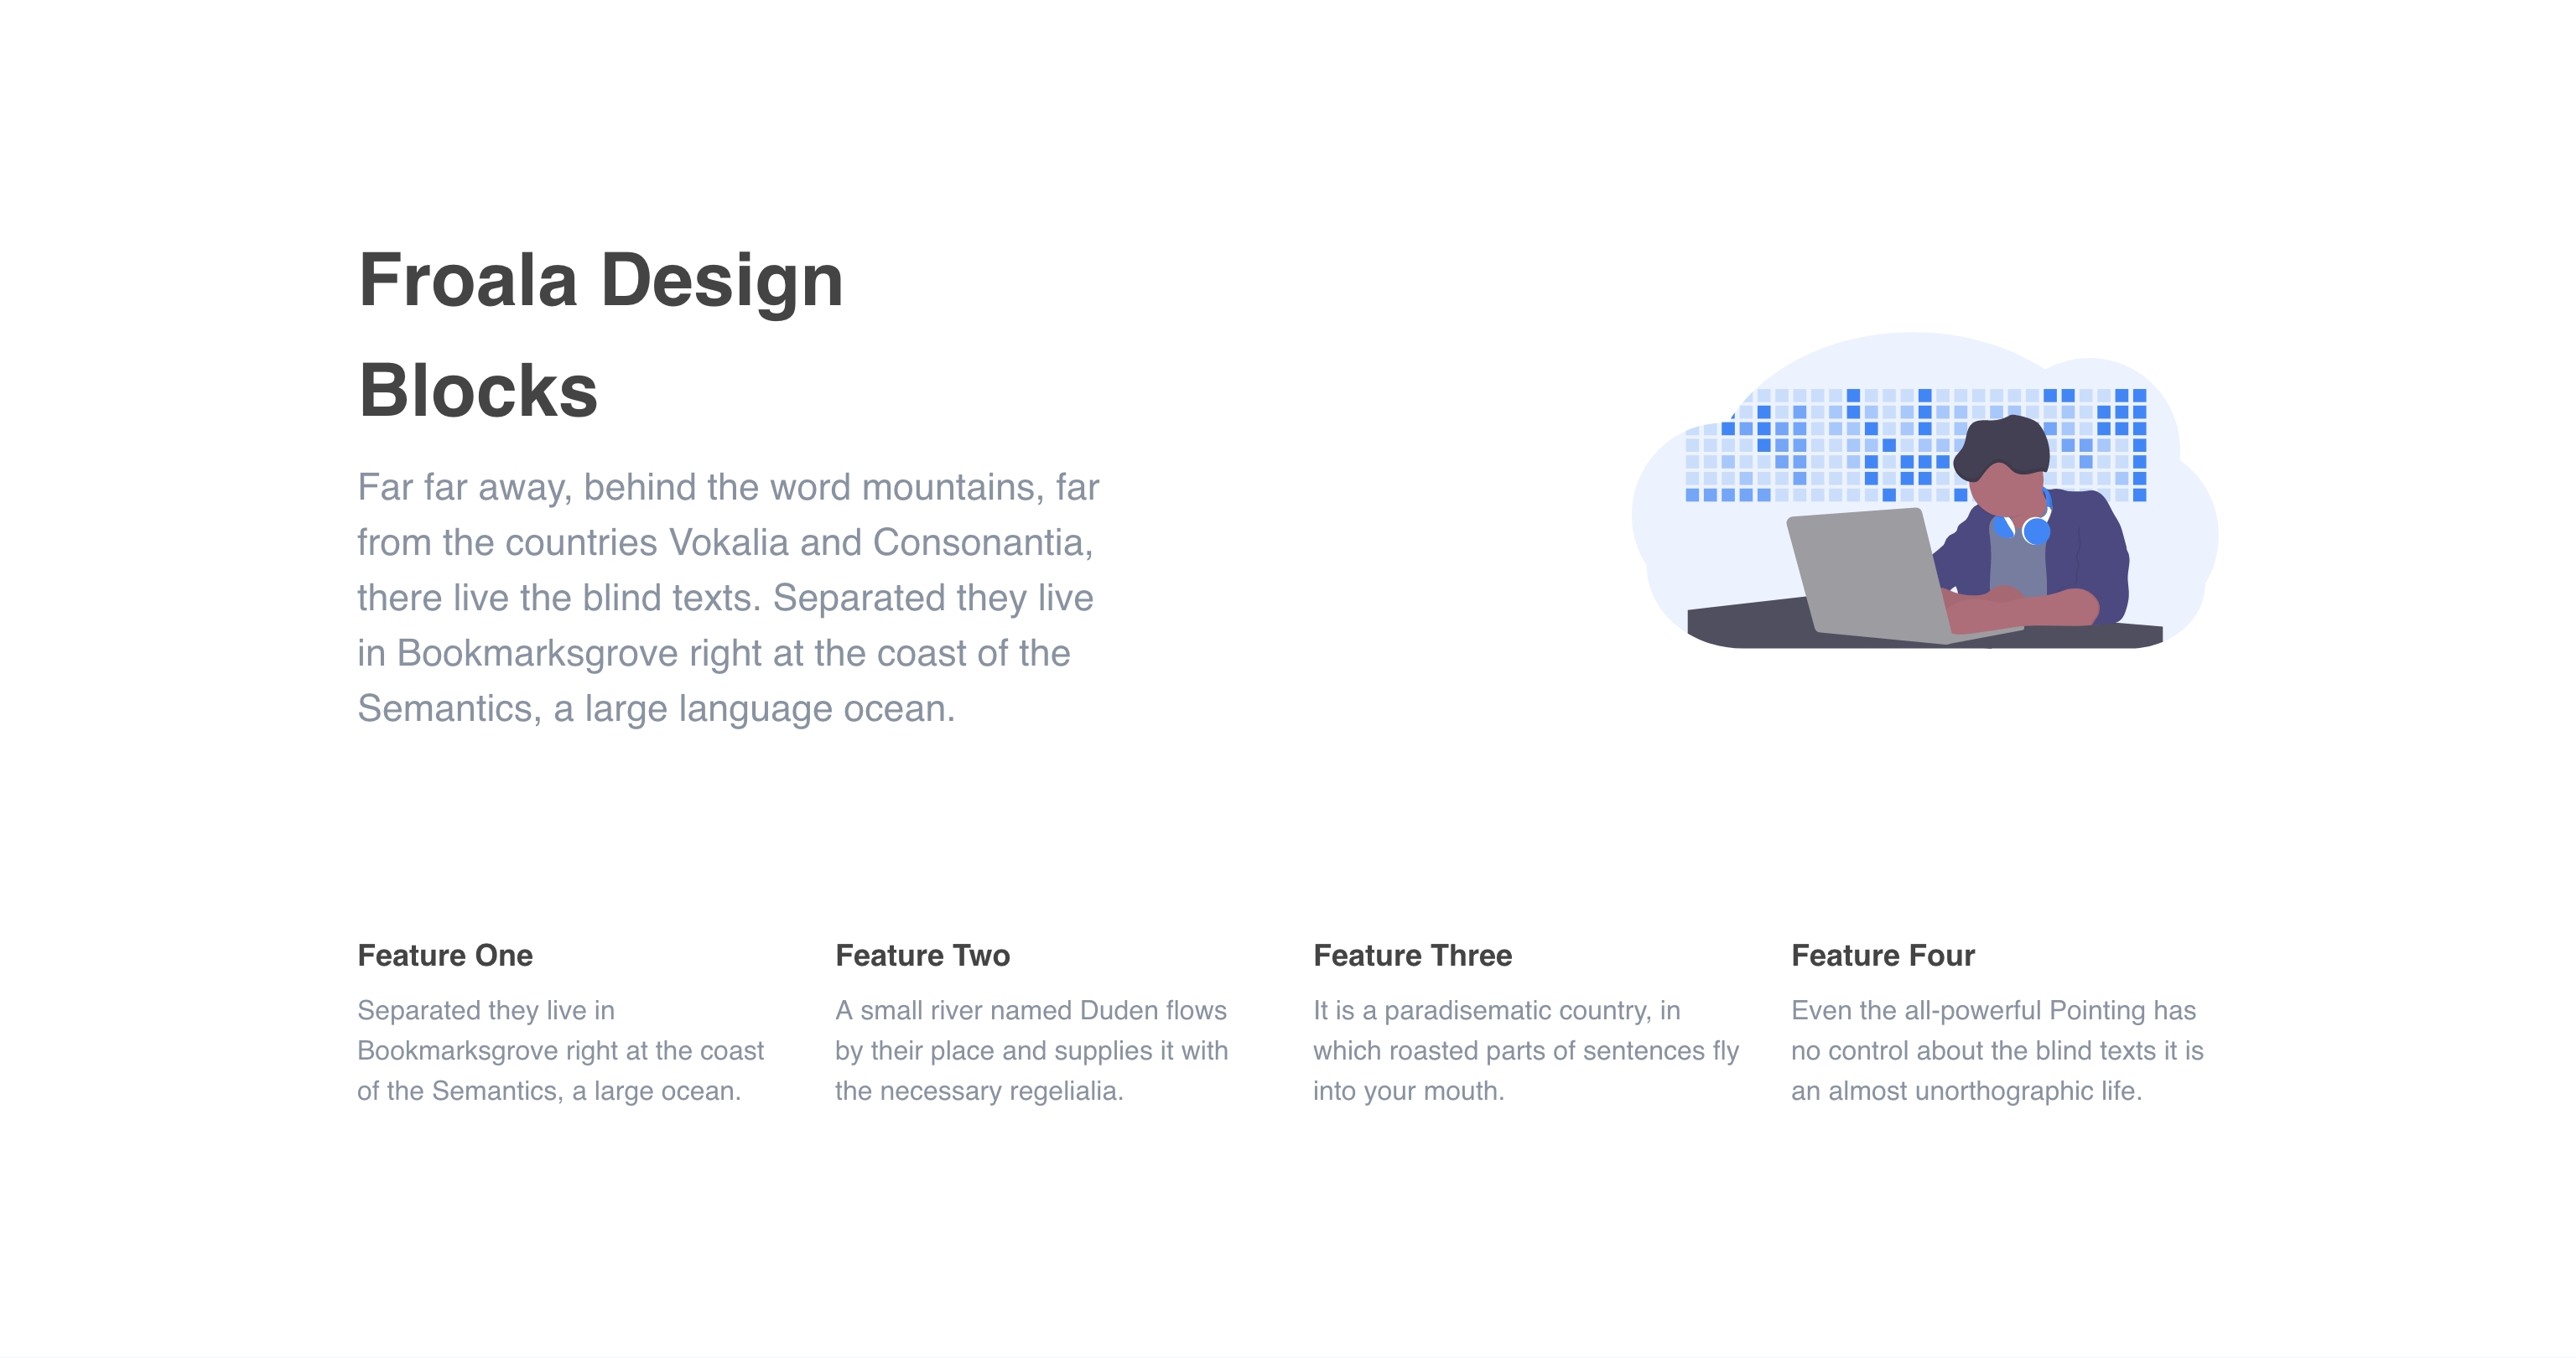 Froala Design
Blocks
Far far away, behind the word mountains, far
from the countries Vokalia and Consonantia,
there live the blind texts. Separated they live
in Bookmarksgrove right at the coast of the
Semantics, a large language ocean.
Feature One
Separated they live in
Bookmarksgrove right at the coast
of the Semantics, a large ocean.
Feature Two
A small river named Duden flows
by their place and supplies it with
the necessary regelialia.
Feature Three
It is a paradisematic country, in
which roasted parts of sentences fly
into your mouth.
Feature Four
Even the all-powerful Pointing has
no control about the blind texts it is
an almost unorthographic life.